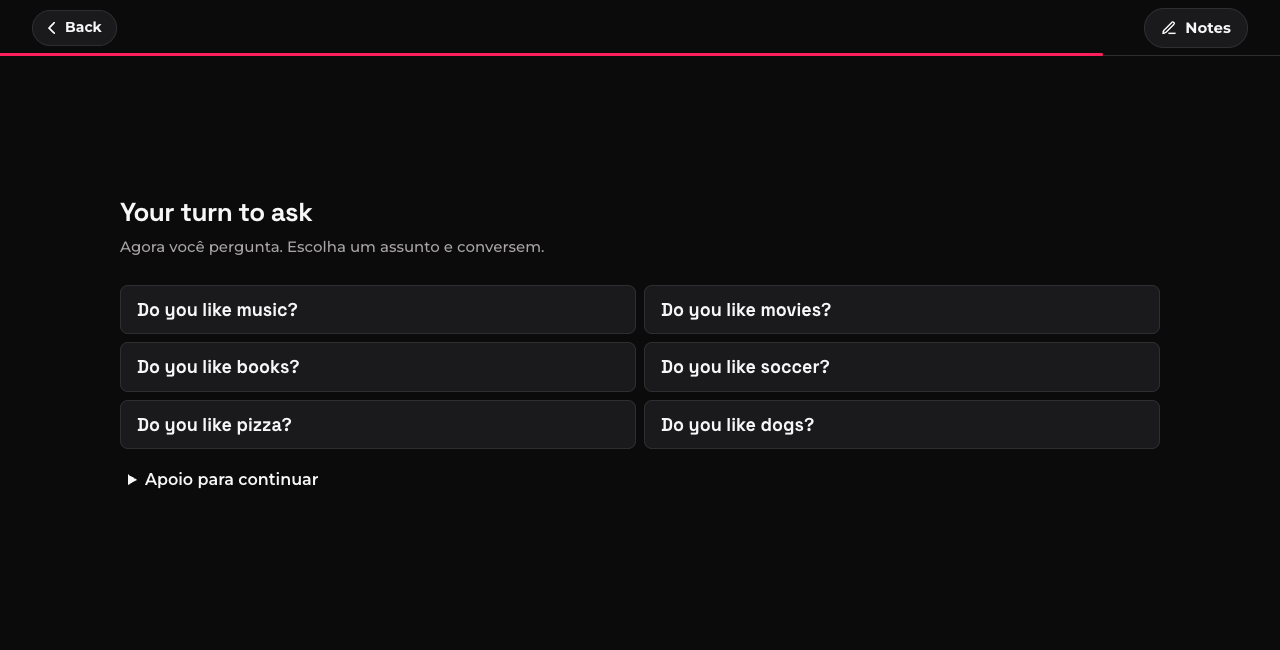 Back
Notes
Your turn to ask
Agora você pergunta. Escolha um assunto e conversem.
Do you like music?
Do you like movies?
Do you like books?
Do you like soccer?
Do you like pizza?
Do you like dogs?
Apoio para continuar